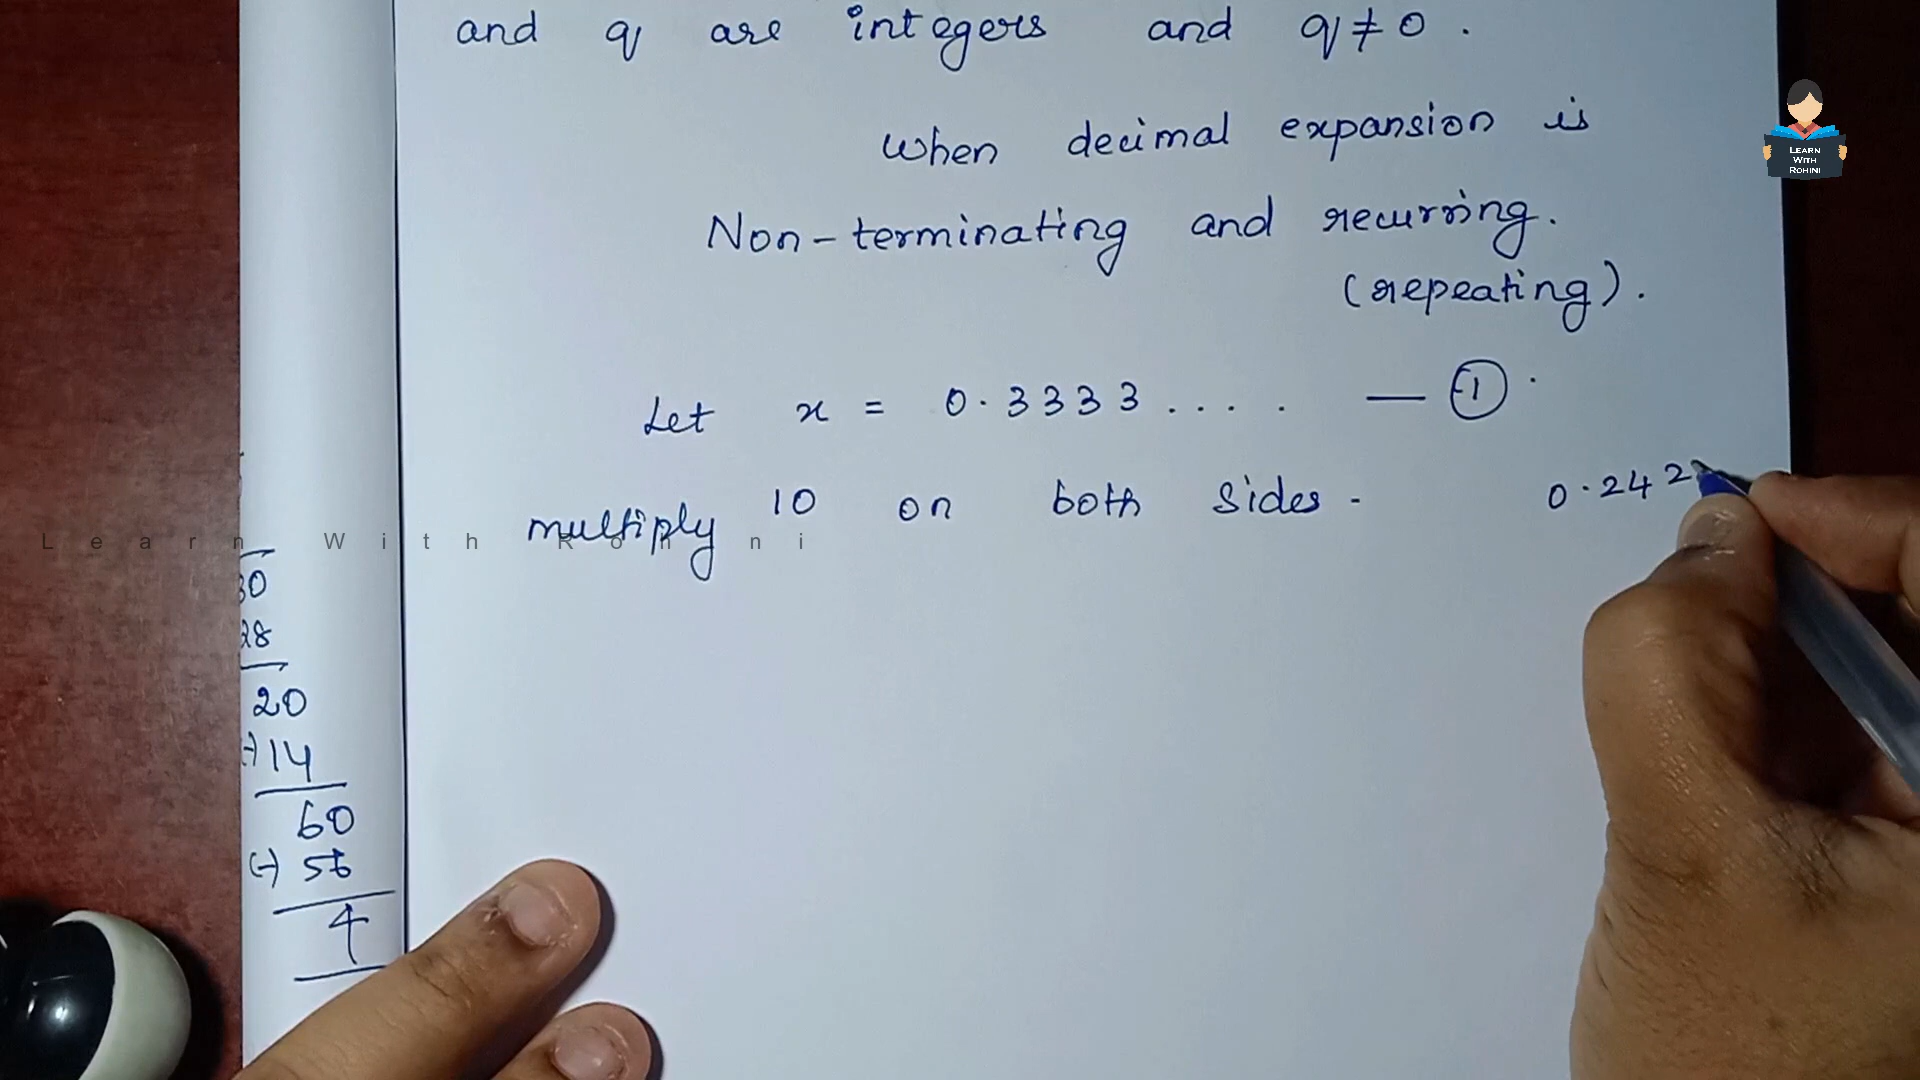 and q are integers and q ≠ 0 .
When decimal expansion is
Non-terminating and recurring.
(repeating).
LEARN
WITH
ROHINI
Let x = 0.3333 .... — ①
multiply 10 on both sides - 0.242
Learn With Rohini
30
28
20
(-) 14
60
(-) 56
4